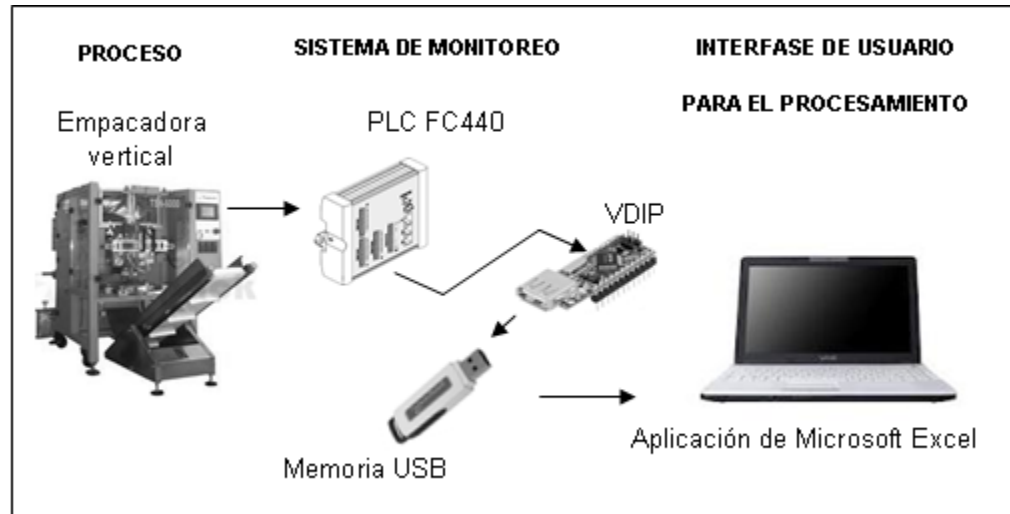 PROCESO
SISTEMA DE MONITOREO
INTERFASE DE USUARIO
PARA EL PROCESAMIENTO
Empacadora
vertical
PLC FC440
VDIP
Memoria USB
Aplicación de Microsoft Excel